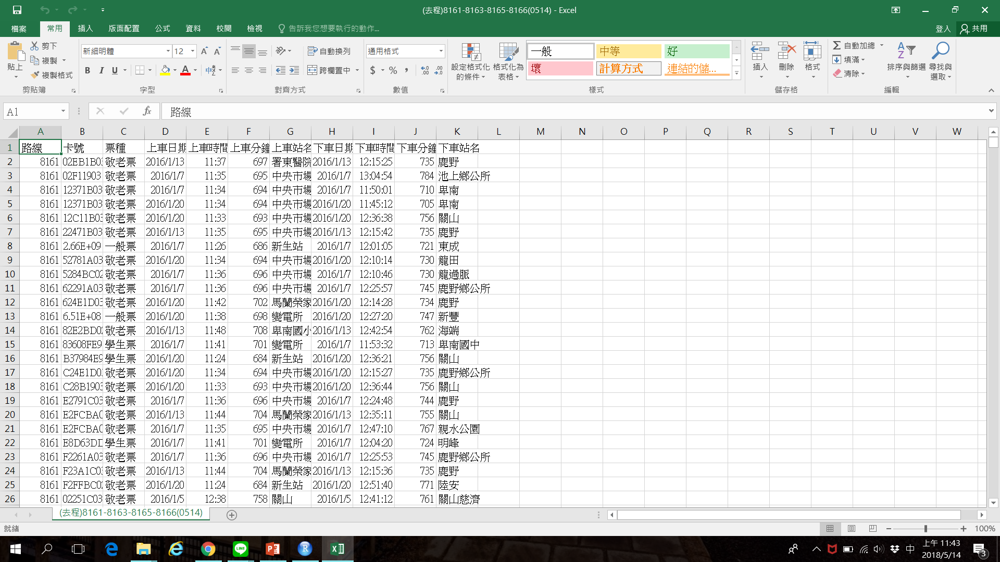 (去程)8161-8163-8165-8166(0514) - Excel
檔案 常用 插入 版面配置 公式 資料 校閱 檢視 告訴我您想要執行的動作... 登入 共用
貼上 剪下 複製 複製格式 剪貼簿
新細明體 12 B I U A 中 字型
自動換列 跨欄置中 對齊方式
通用格式 $ % , 數值
設定格式化的條件 格式化為表格 一般 中等 好 壞 計算方式 連結的儲... 樣式
插入 刪除 格式 儲存格
Σ 自動加總 填滿 清除 排序與篩選 尋找與選取 編輯
A1 fx 路線
A B C D E F G H I J K L M N O P Q R S T U V W
1 路線 卡號 票種 上車日期 上車時間 上車分鐘 上車站名 下車日期 下車時間 下車分鐘 下車站名
2 8161 02EB1B03 敬老票 2016/1/13 11:37 697 署東醫院 2016/1/13 12:15:25 735 鹿野
3 8161 02F11903 敬老票 2016/1/7 11:35 695 中央市場 2016/1/7 13:04:54 784 池上鄉公所
4 8161 12371B03 敬老票 2016/1/7 11:34 694 中央市場 2016/1/7 11:50:01 710 卑南
5 8161 12371B03 敬老票 2016/1/20 11:34 694 中央市場 2016/1/20 11:45:12 705 卑南
6 8161 12C11B03 敬老票 2016/1/20 11:33 693 中央市場 2016/1/20 12:36:38 756 關山
7 8161 22471B03 敬老票 2016/1/13 11:35 695 中央市場 2016/1/13 12:15:42 735 鹿野
8 8161 2.66E+09 一般票 2016/1/7 11:26 686 新生站 2016/1/7 12:01:05 721 東成
9 8161 52781A03 敬老票 2016/1/20 11:34 694 中央市場 2016/1/20 12:10:14 730 龍田
10 8161 5284BC02 敬老票 2016/1/7 11:36 696 中央市場 2016/1/7 12:10:46 730 龍過脈
11 8161 62291A03 敬老票 2016/1/7 11:36 696 中央市場 2016/1/7 12:25:57 745 鹿野鄉公所
12 8161 624E1D03 敬老票 2016/1/20 11:42 702 馬蘭榮家 2016/1/20 12:14:28 734 鹿野
13 8161 6.51E+08 一般票 2016/1/20 11:38 698 變電所 2016/1/20 12:27:20 747 新豐
14 8161 82E2BD02 敬老票 2016/1/13 11:48 708 卑南國小 2016/1/13 12:42:54 762 海端
15 8161 83608FE9 學生票 2016/1/7 11:41 701 變電所 2016/1/7 11:53:32 713 卑南國中
16 8161 B37984E9 學生票 2016/1/20 11:24 684 新生站 2016/1/20 12:36:21 756 關山
17 8161 C24E1D0 敬老票 2016/1/20 11:34 694 中央市場 2016/1/20 12:15:27 735 鹿野鄉公所
18 8161 C28B1903 敬老票 2016/1/20 11:33 693 中央市場 2016/1/20 12:36:44 756 關山
19 8161 E2791C03 敬老票 2016/1/7 11:36 696 中央市場 2016/1/7 12:24:48 744 鹿野
20 8161 E2FCBA0 敬老票 2016/1/13 11:44 704 馬蘭榮家 2016/1/13 12:35:11 755 關山
21 8161 E2FCBA0 敬老票 2016/1/7 11:35 695 中央市場 2016/1/7 12:47:10 767 親水公園
22 8161 E8D63DD 學生票 2016/1/7 11:41 701 變電所 2016/1/7 12:04:20 724 明峰
23 8161 F2261A03 敬老票 2016/1/7 11:36 696 中央市場 2016/1/7 12:25:53 745 鹿野鄉公所
24 8161 F23A1C03 敬老票 2016/1/13 11:44 704 馬蘭榮家 2016/1/13 12:15:36 735 鹿野
25 8161 F2FFBC02 敬老票 2016/1/20 11:24 684 新生站 2016/1/20 12:51:40 771 陸安
26 8161 02251C03 敬老票 2016/1/5 12:38 758 關山 2016/1/5 12:41:12 761 關山慈濟
(去程)8161-8163-8165-8166(0514)
就緒 100%
中 上午 11:43
2018/5/14 3